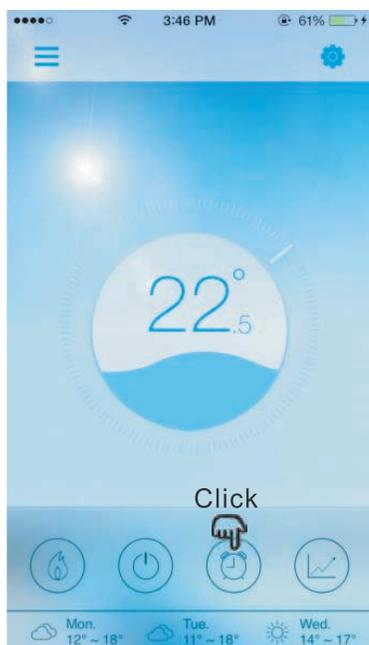 3:46 PM 61%
22°.5
Click
Mon. Tue. Wed.
12° ~ 18° 11° ~ 18° 14° ~ 17°